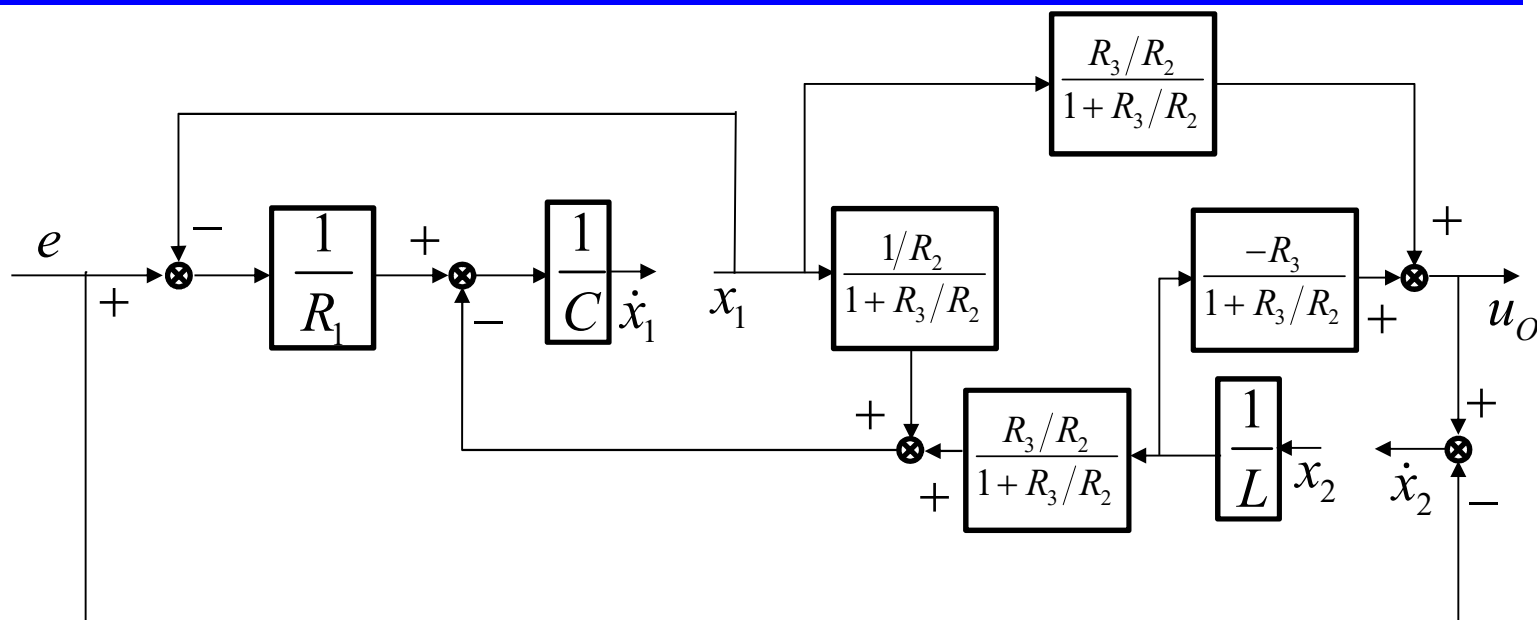 R₃/R₂
1 + R₃/R₂
+
e
+
−
1
R₁
+
−
1
C
ẋ₁
x₁
1/R₂
1 + R₃/R₂
−R₃
1 + R₃/R₂
+
u_O
+
+
R₃/R₂
1 + R₃/R₂
1
L
x₂
ẋ₂
+
−